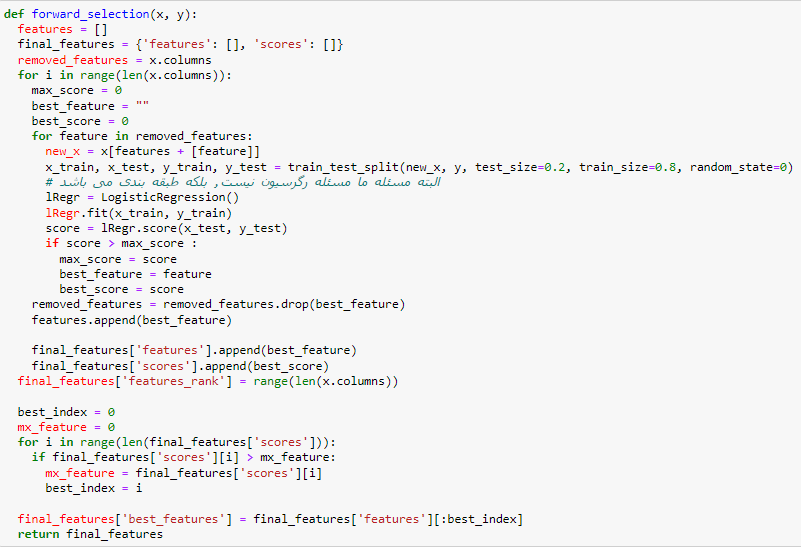 def forward_selection(x, y):
  features = []
  final_features = {'features': [], 'scores': []}
  removed_features = x.columns
  for i in range(len(x.columns)):
    max_score = 0
    best_feature = ""
    best_score = 0
    for feature in removed_features:
      new_x = x[features + [feature]]
      x_train, x_test, y_train, y_test = train_test_split(new_x, y, test_size=0.2, train_size=0.8, random_state=0)
      # البته مسئله ما مسئله رگرسیون نیست, بلکه طبقه بندی می باشد
      lRegr = LogisticRegression()
      lRegr.fit(x_train, y_train)
      score = lRegr.score(x_test, y_test)
      if score > max_score :
        max_score = score
        best_feature = feature
        best_score = score
    removed_features = removed_features.drop(best_feature)
    features.append(best_feature)

    final_features['features'].append(best_feature)
    final_features['scores'].append(best_score)
  final_features['features_rank'] = range(len(x.columns))

  best_index = 0
  mx_feature = 0
  for i in range(len(final_features['scores'])):
    if final_features['scores'][i] > mx_feature:
      mx_feature = final_features['scores'][i]
      best_index = i

  final_features['best_features'] = final_features['features'][:best_index]
  return final_features